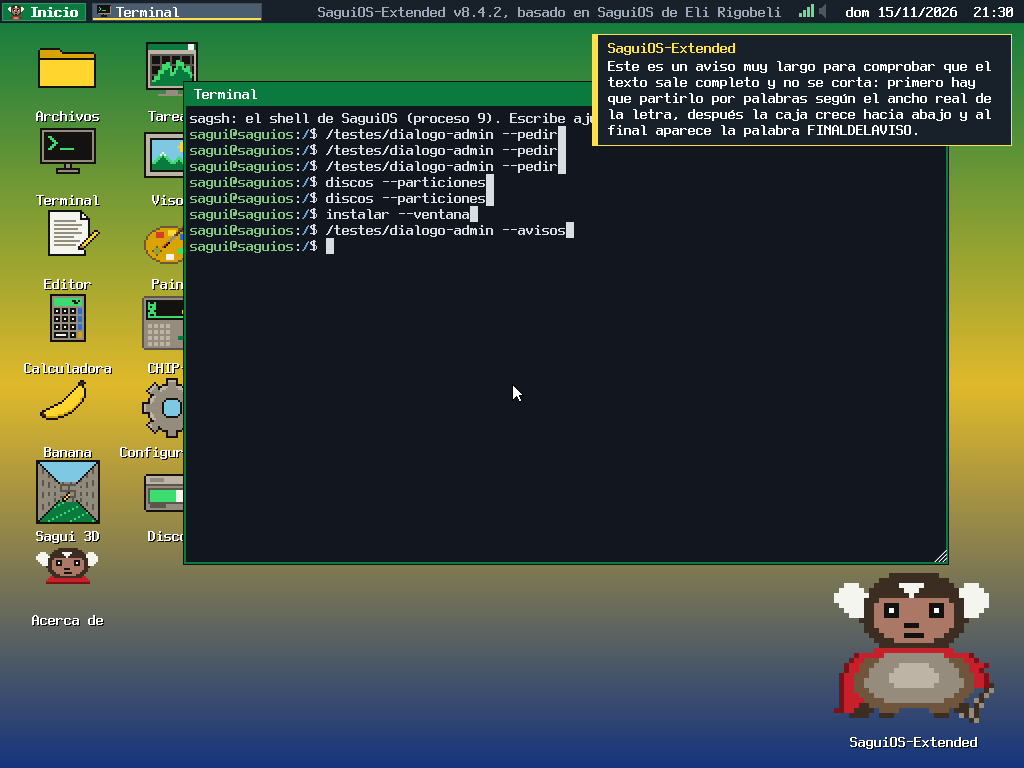 Inicio
Terminal
SaguiOS-Extended v8.4.2, basado en SaguiOS de Eli Rigobeli
dom 15/11/2026 21:30
SaguiOS-Extended
Este es un aviso muy largo para comprobar que el
texto sale completo y no se corta: primero hay
que partirlo por palabras según el ancho real de
la letra, después la caja crece hacia abajo y al
final aparece la palabra FINALDELAVISO.
Archivos
Terminal
Editor
Calculadora
Banana
Sagui 3D
Acerca de
Tarea
Viso
Pain
CHIP-
Configur
Disco
Terminal
sagsh: el shell de SaguiOS (proceso 9). Escribe aju
sagui@saguios:/$ /testes/dialogo-admin --pedir
sagui@saguios:/$ /testes/dialogo-admin --pedir
sagui@saguios:/$ /testes/dialogo-admin --pedir
sagui@saguios:/$ discos --particiones
sagui@saguios:/$ discos --particiones
sagui@saguios:/$ instalar --ventana
sagui@saguios:/$ /testes/dialogo-admin --avisos
sagui@saguios:/$
SaguiOS-Extended